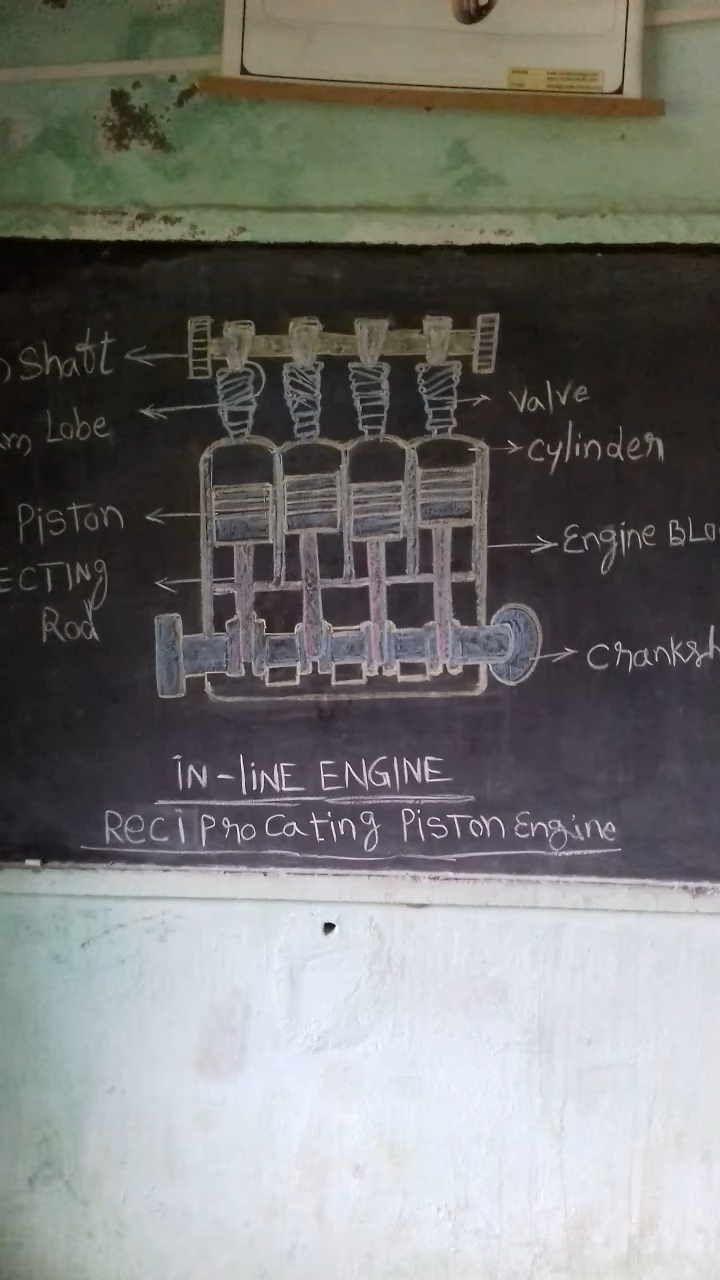 Shaft
Lobe
Valve
cylinder
Piston
Engine BLo
ECTING
Rod
Cranksh
IN-liNE ENGINE
Reciprocating Piston Engine